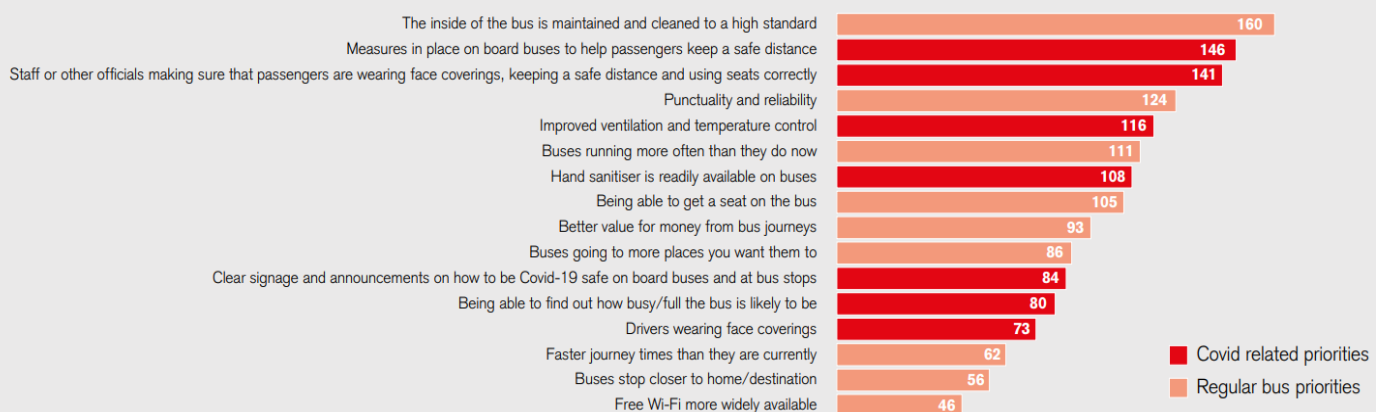 The inside of the bus is maintained and cleaned to a high standard 160
Measures in place on board buses to help passengers keep a safe distance 146
Staff or other officials making sure that passengers are wearing face coverings, keeping a safe distance and using seats correctly 141
Punctuality and reliability 124
Improved ventilation and temperature control 116
Buses running more often than they do now 111
Hand sanitiser is readily available on buses 108
Being able to get a seat on the bus 105
Better value for money from bus journeys 93
Buses going to more places you want them to 86
Clear signage and announcements on how to be Covid-19 safe on board buses and at bus stops 84
Being able to find out how busy/full the bus is likely to be 80
Drivers wearing face coverings 73
Faster journey times than they are currently 62
Buses stop closer to home/destination 56
Free Wi-Fi more widely available 46
Covid related priorities
Regular bus priorities